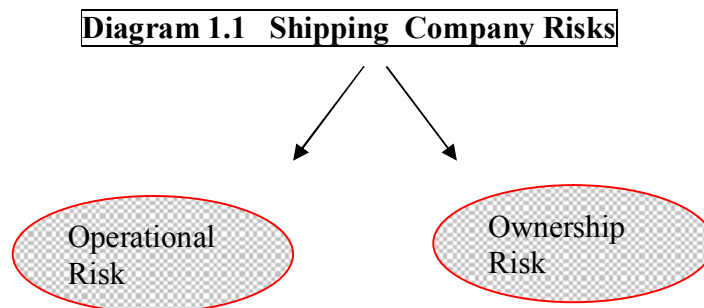 Diagram 1.1 Shipping Company Risks
Operational
Risk
Ownership
Risk